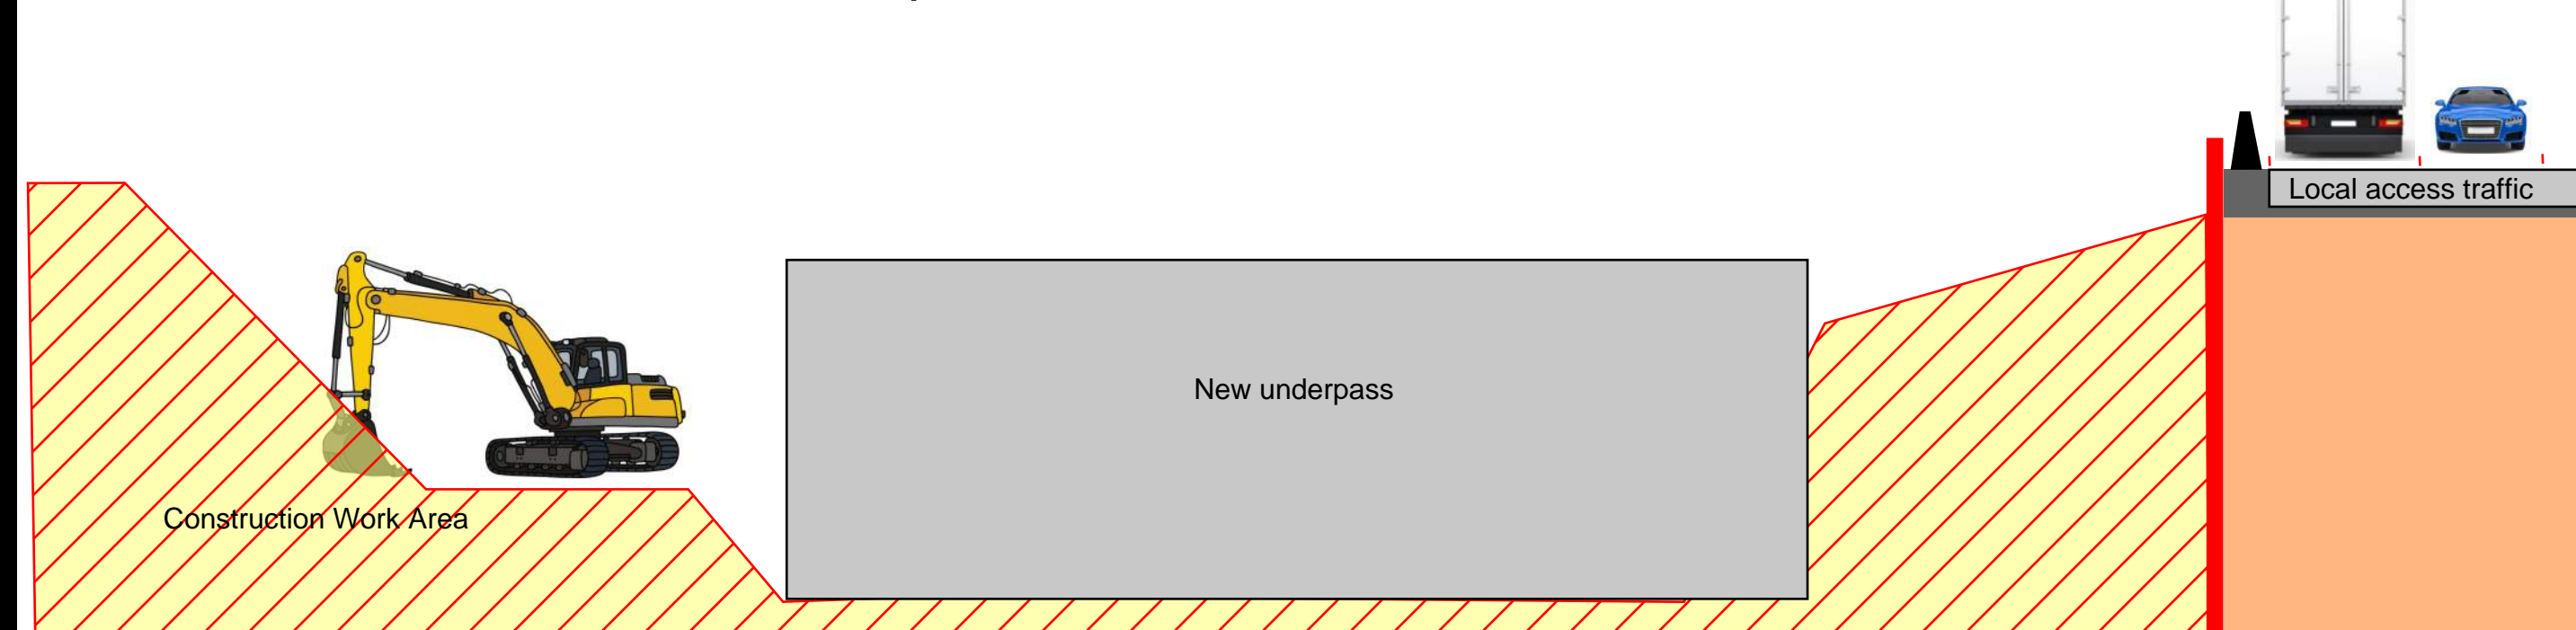 Local access traffic
New underpass
Construction Work Area